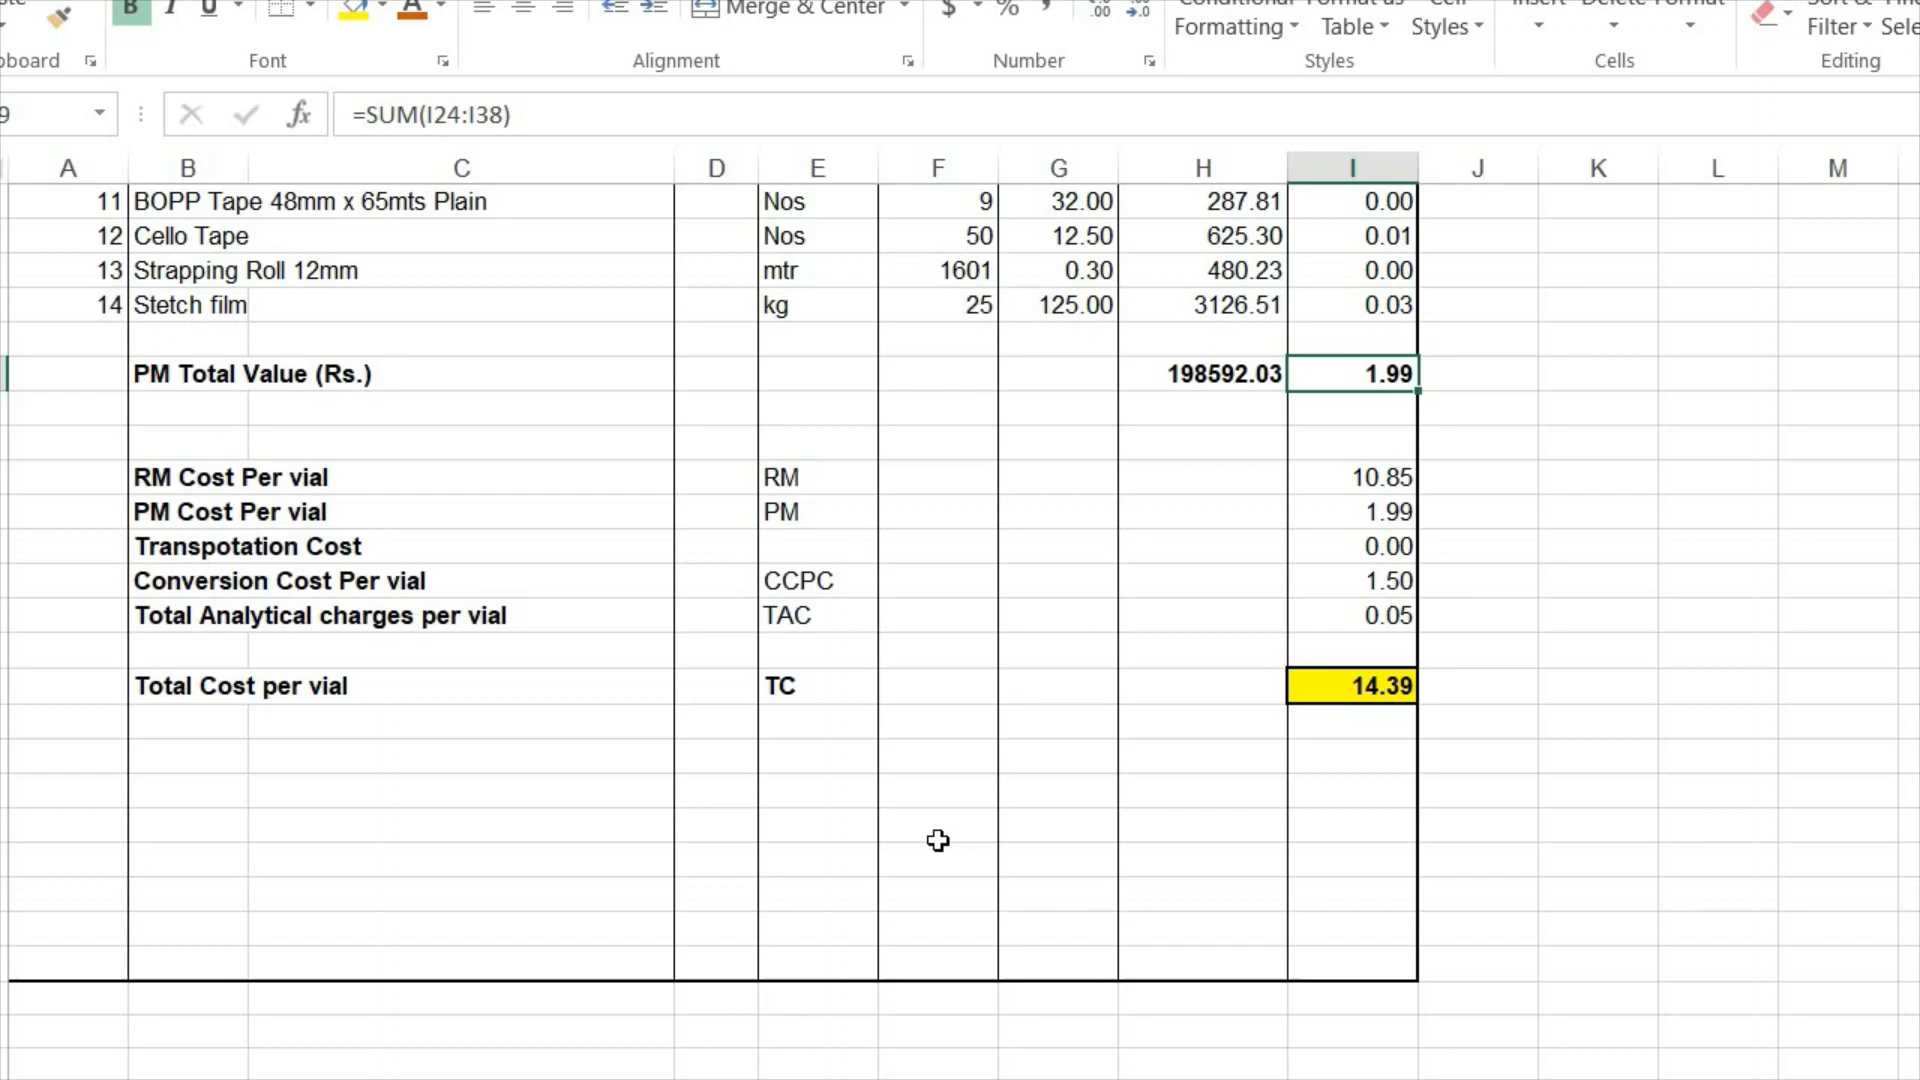 B I U A Merge & Center $ % , .00 .00 →.0
Formatting Table Styles Filter
Font Alignment Number Styles Cells Editing
9 fx =SUM(I24:I38)
A B C D E F G H I J K L M
11 BOPP Tape 48mm x 65mts Plain Nos 9 32.00 287.81 0.00
12 Cello Tape Nos 50 12.50 625.30 0.01
13 Strapping Roll 12mm mtr 1601 0.30 480.23 0.00
14 Stetch film kg 25 125.00 3126.51 0.03
PM Total Value (Rs.) 198592.03 1.99
RM Cost Per vial RM 10.85
PM Cost Per vial PM 1.99
Transpotation Cost 0.00
Conversion Cost Per vial CCPC 1.50
Total Analytical charges per vial TAC 0.05
Total Cost per vial TC 14.39